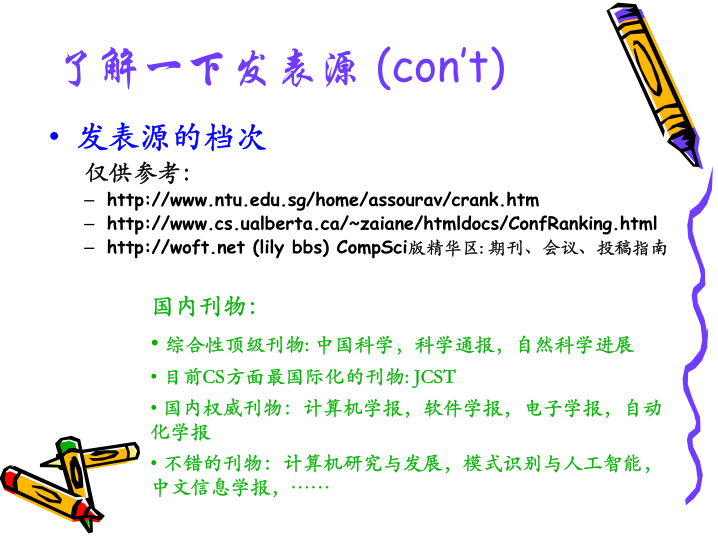 了解一下发表源 (con't)
• 发表源的档次
仅供参考:
– http://www.ntu.edu.sg/home/assourav/crank.htm
– http://www.cs.ualberta.ca/~zaiane/htmldocs/ConfRanking.html
– http://woft.net (lily bbs) CompSci版精华区: 期刊、会议、投稿指南
国内刊物:
• 综合性顶级刊物: 中国科学，科学通报，自然科学进展
• 目前CS方面最国际化的刊物: JCST
• 国内权威刊物：计算机学报，软件学报，电子学报，自动
化学报
• 不错的刊物：计算机研究与发展，模式识别与人工智能，
中文信息学报，……